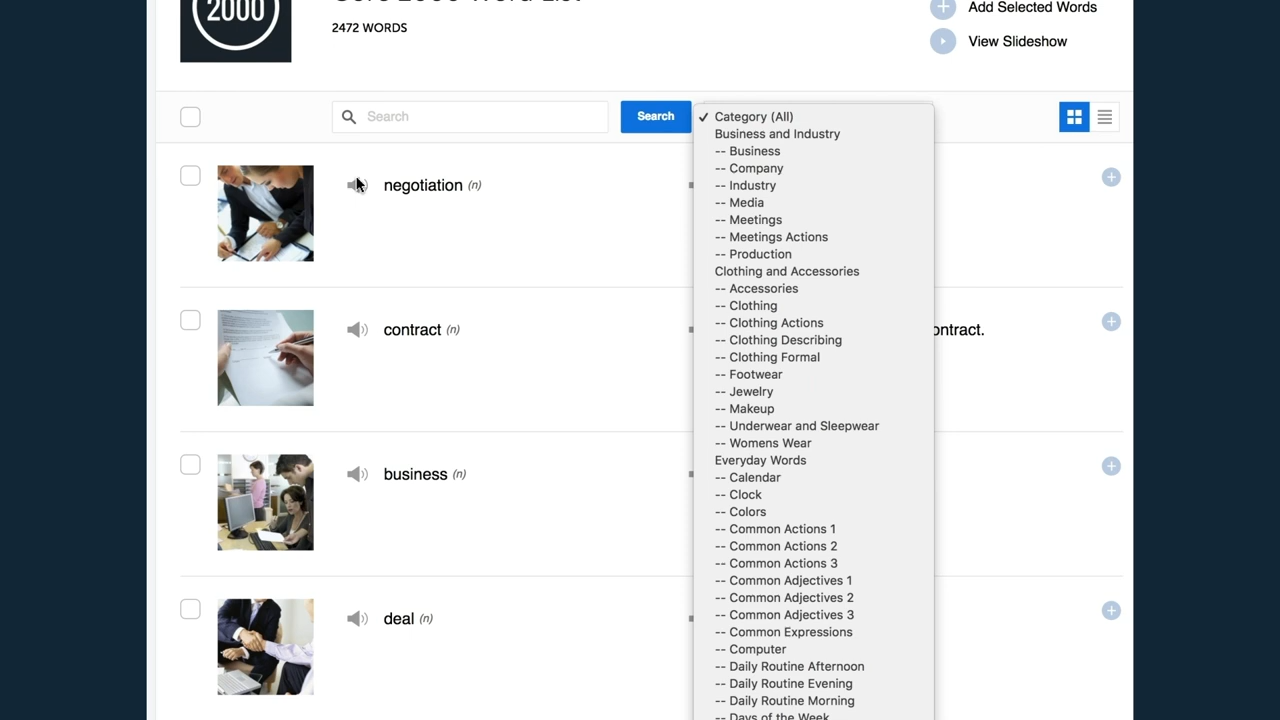 2000
2472 WORDS
Add Selected Words
View Slideshow
Search
Search
✓ Category (All)
Business and Industry
-- Business
-- Company
-- Industry
-- Media
-- Meetings
-- Meetings Actions
-- Production
Clothing and Accessories
-- Accessories
-- Clothing
-- Clothing Actions
-- Clothing Describing
-- Clothing Formal
-- Footwear
-- Jewelry
-- Makeup
-- Underwear and Sleepwear
-- Womens Wear
Everyday Words
-- Calendar
-- Clock
-- Colors
-- Common Actions 1
-- Common Actions 2
-- Common Actions 3
-- Common Adjectives 1
-- Common Adjectives 2
-- Common Adjectives 3
-- Common Expressions
-- Computer
-- Daily Routine Afternoon
-- Daily Routine Evening
-- Daily Routine Morning
-- Days of the Week
negotiation (n)
contract (n)
ontract.
business (n)
deal (n)